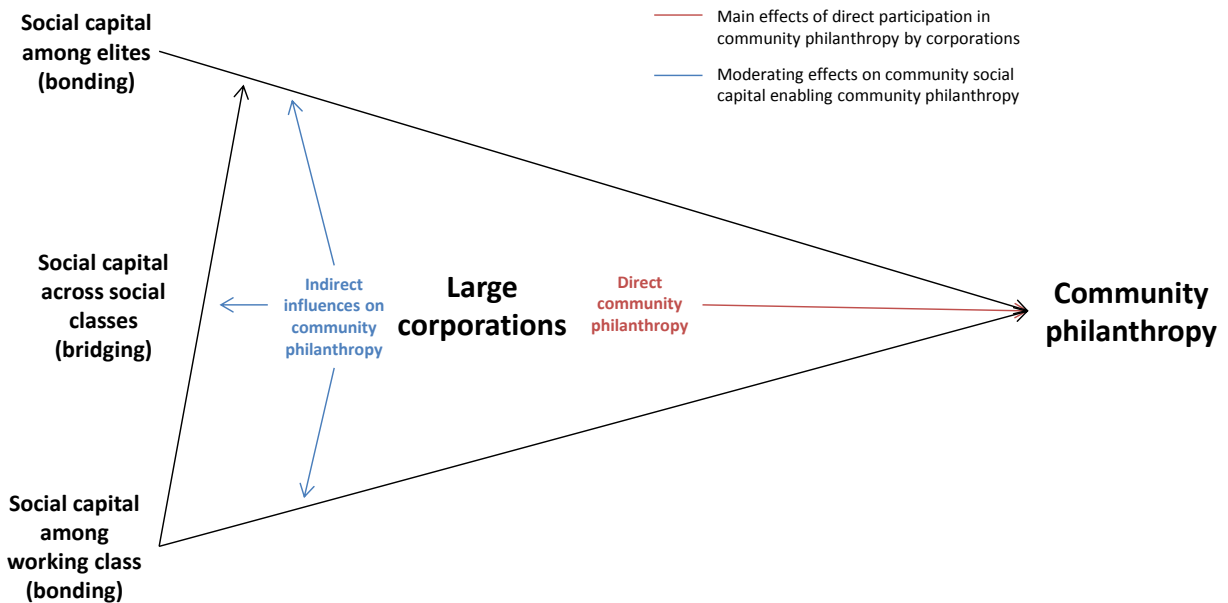 Social capital
among elites
(bonding)
Main effects of direct participation in
community philanthropy by corporations
Moderating effects on community social
capital enabling community philanthropy
Social capital
across social
classes
(bridging)
Indirect
influences on
community
philanthropy
Large
corporations
Direct
community
philanthropy
Community
philanthropy
Social capital
among
working class
(bonding)